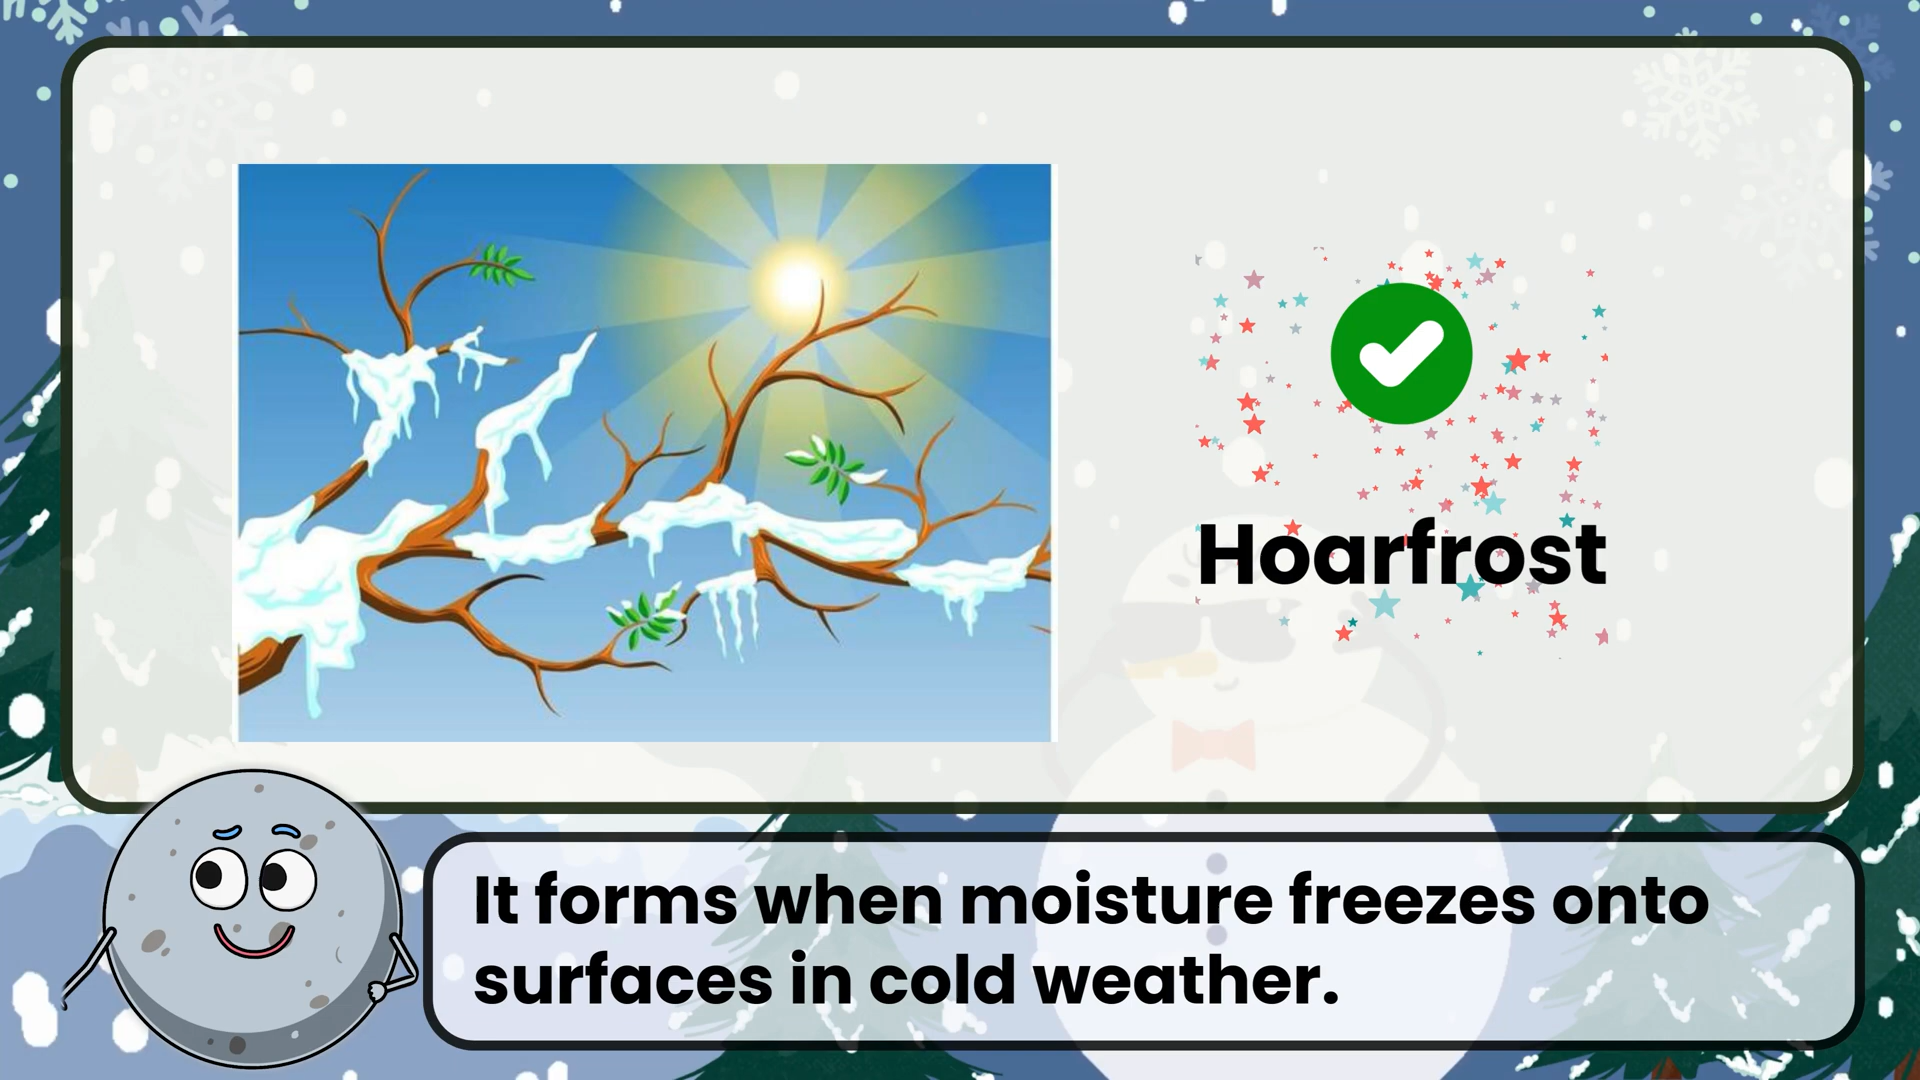 Hoarfrost
It forms when moisture freezes onto
surfaces in cold weather.